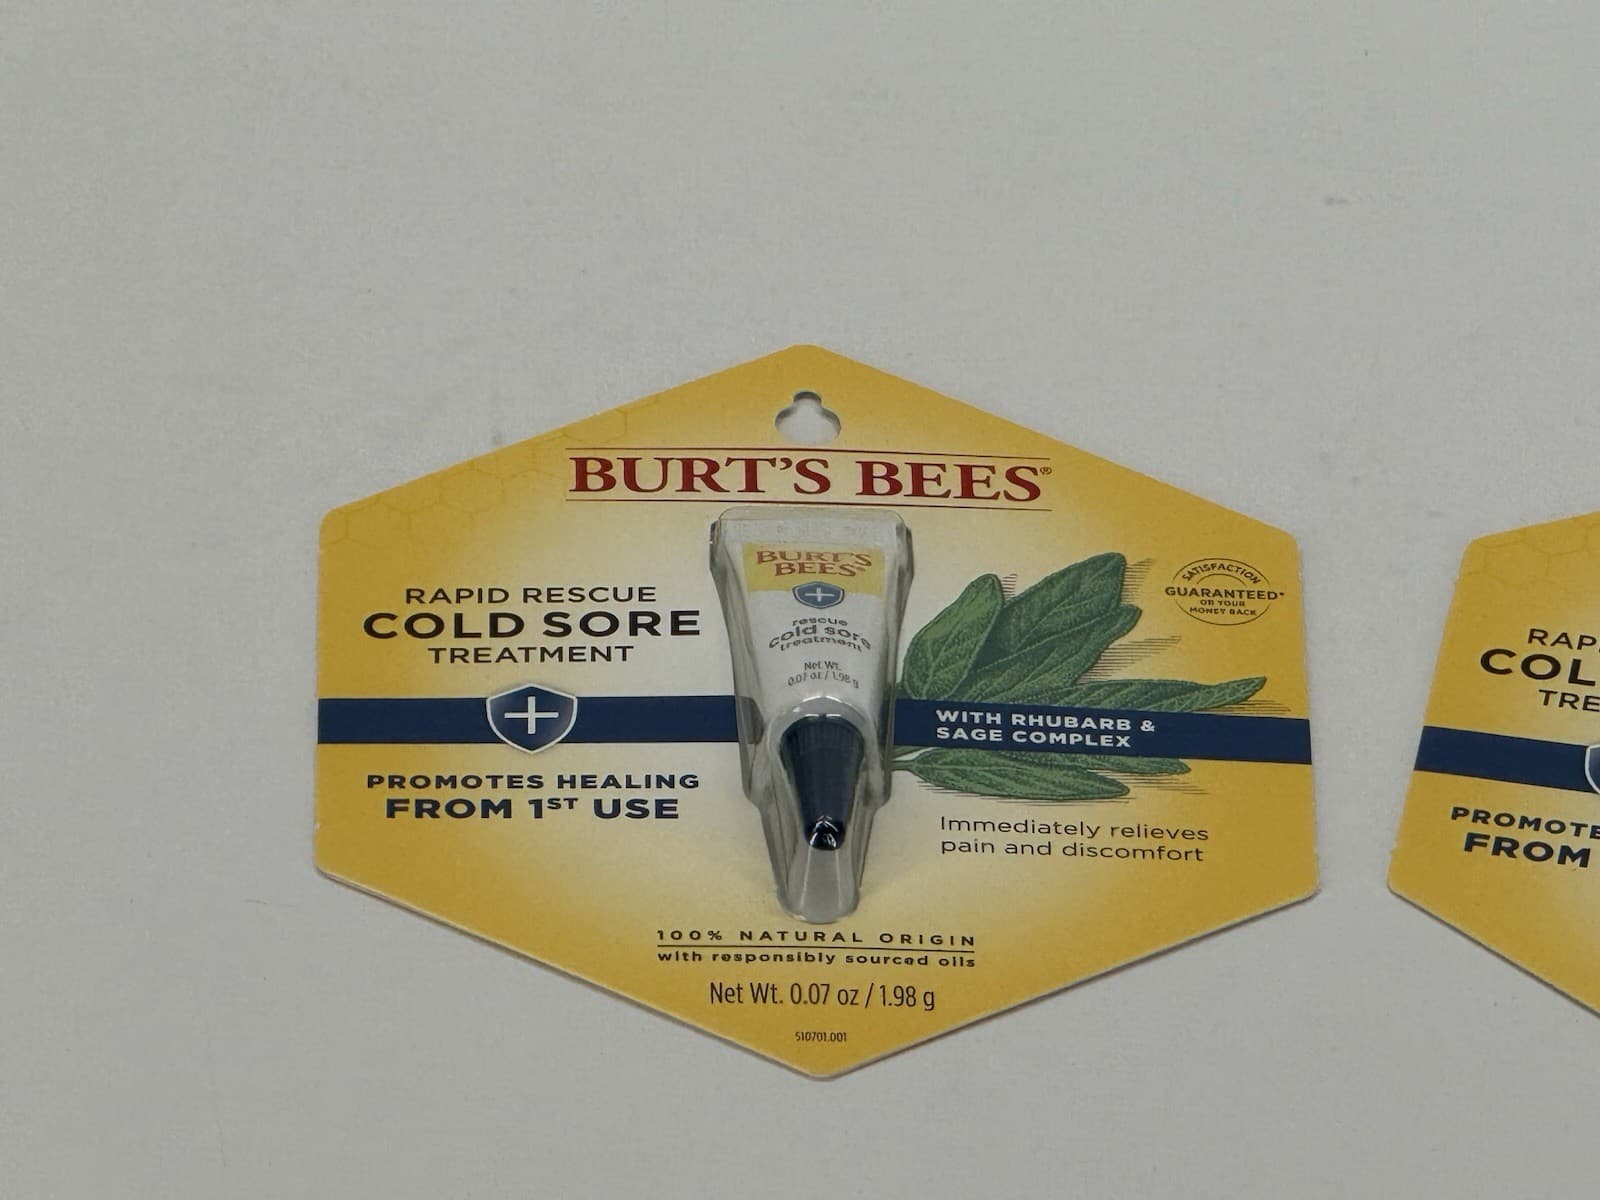 BURT'S BEES®
BURT'S
BEES®
rescue
cold sore
treatment
Net Wt.
0.07 oz / 1.98 g
RAPID RESCUE
COLD SORE
TREATMENT
PROMOTES HEALING
FROM 1ST USE
SATISFACTION
GUARANTEED*
OR YOUR
MONEY BACK
WITH RHUBARB &
SAGE COMPLEX
Immediately relieves
pain and discomfort
100% NATURAL ORIGIN
with responsibly sourced oils
Net Wt. 0.07 oz / 1.98 g
510701.001
RAP
COL
TRE
PROMOTE
FROM